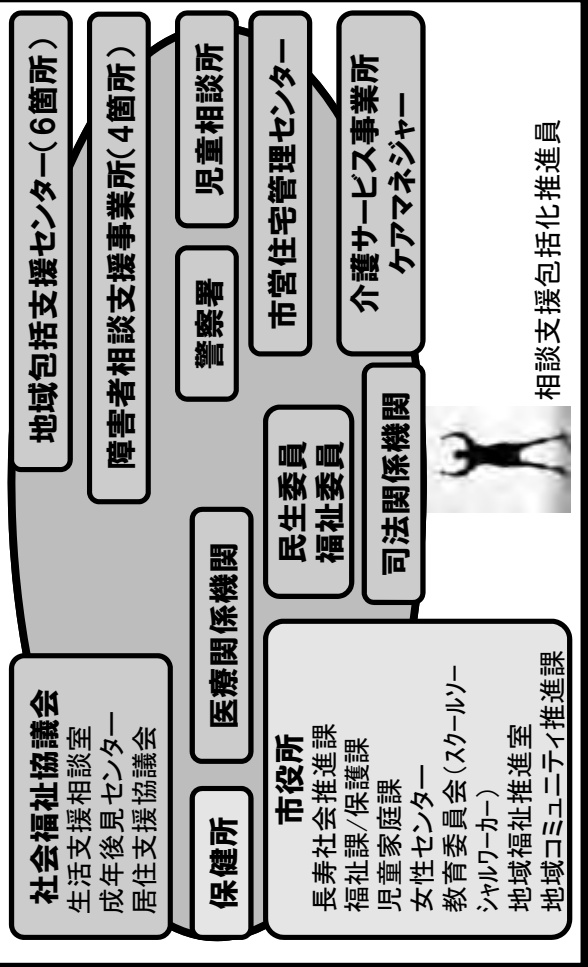 社会福祉協議会
生活支援相談室
成年後見センター
居住支援協議会
地域包括支援センター(6箇所)
障害者相談支援事業所(4箇所)
保健所
医療関係機関
警察署
児童相談所
市営住宅管理センター
民生委員
福祉委員
介護サービス事業所
ケアマネジャー
司法関係機関
市役所
長寿社会推進課
福祉課/保護課
児童家庭課
女性センター
教育委員会(スクールソー
シャルワーカー)
地域福祉推進室
地域コミュニティ推進課
相談支援包括化推進員